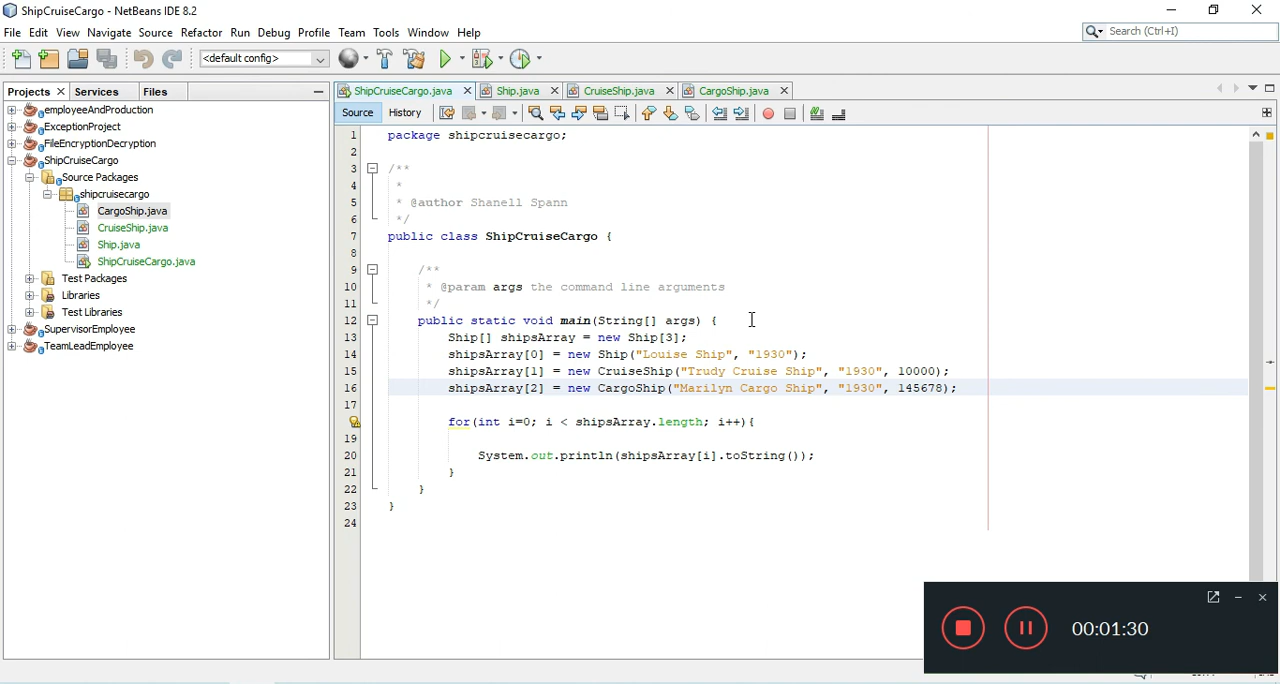 ShipCruiseCargo - NetBeans IDE 8.2
File Edit View Navigate Source Refactor Run Debug Profile Team Tools Window Help
Search (Ctrl+I)
<default config>
Projects Services Files
ShipCruiseCargo.java Ship.java CruiseShip.java CargoShip.java
Source History
employeeAndProduction
ExceptionProject
FileEncryptionDecryption
ShipCruiseCargo
Source Packages
shipcruisecargo
CargoShip.java
CruiseShip.java
Ship.java
ShipCruiseCargo.java
Test Packages
Libraries
Test Libraries
SupervisorEmployee
TeamLeadEmployee
1 package shipcruisecargo;
2
3 /**
4 *
5 * @author Shanell Spann
6 */
7 public class ShipCruiseCargo {
8
9 /**
10 * @param args the command line arguments
11 */
12 public static void main(String[] args) {
13 Ship[] shipsArray = new Ship[3];
14 shipsArray[0] = new Ship("Louise Ship", "1930");
15 shipsArray[1] = new CruiseShip("Trudy Cruise Ship", "1930", 10000);
16 shipsArray[2] = new CargoShip("Marilyn Cargo Ship", "1930", 145678);
17
for(int i=0; i < shipsArray.length; i++){
19
20 System.out.println(shipsArray[i].toString());
21 }
22 }
23 }
24
00:01:30